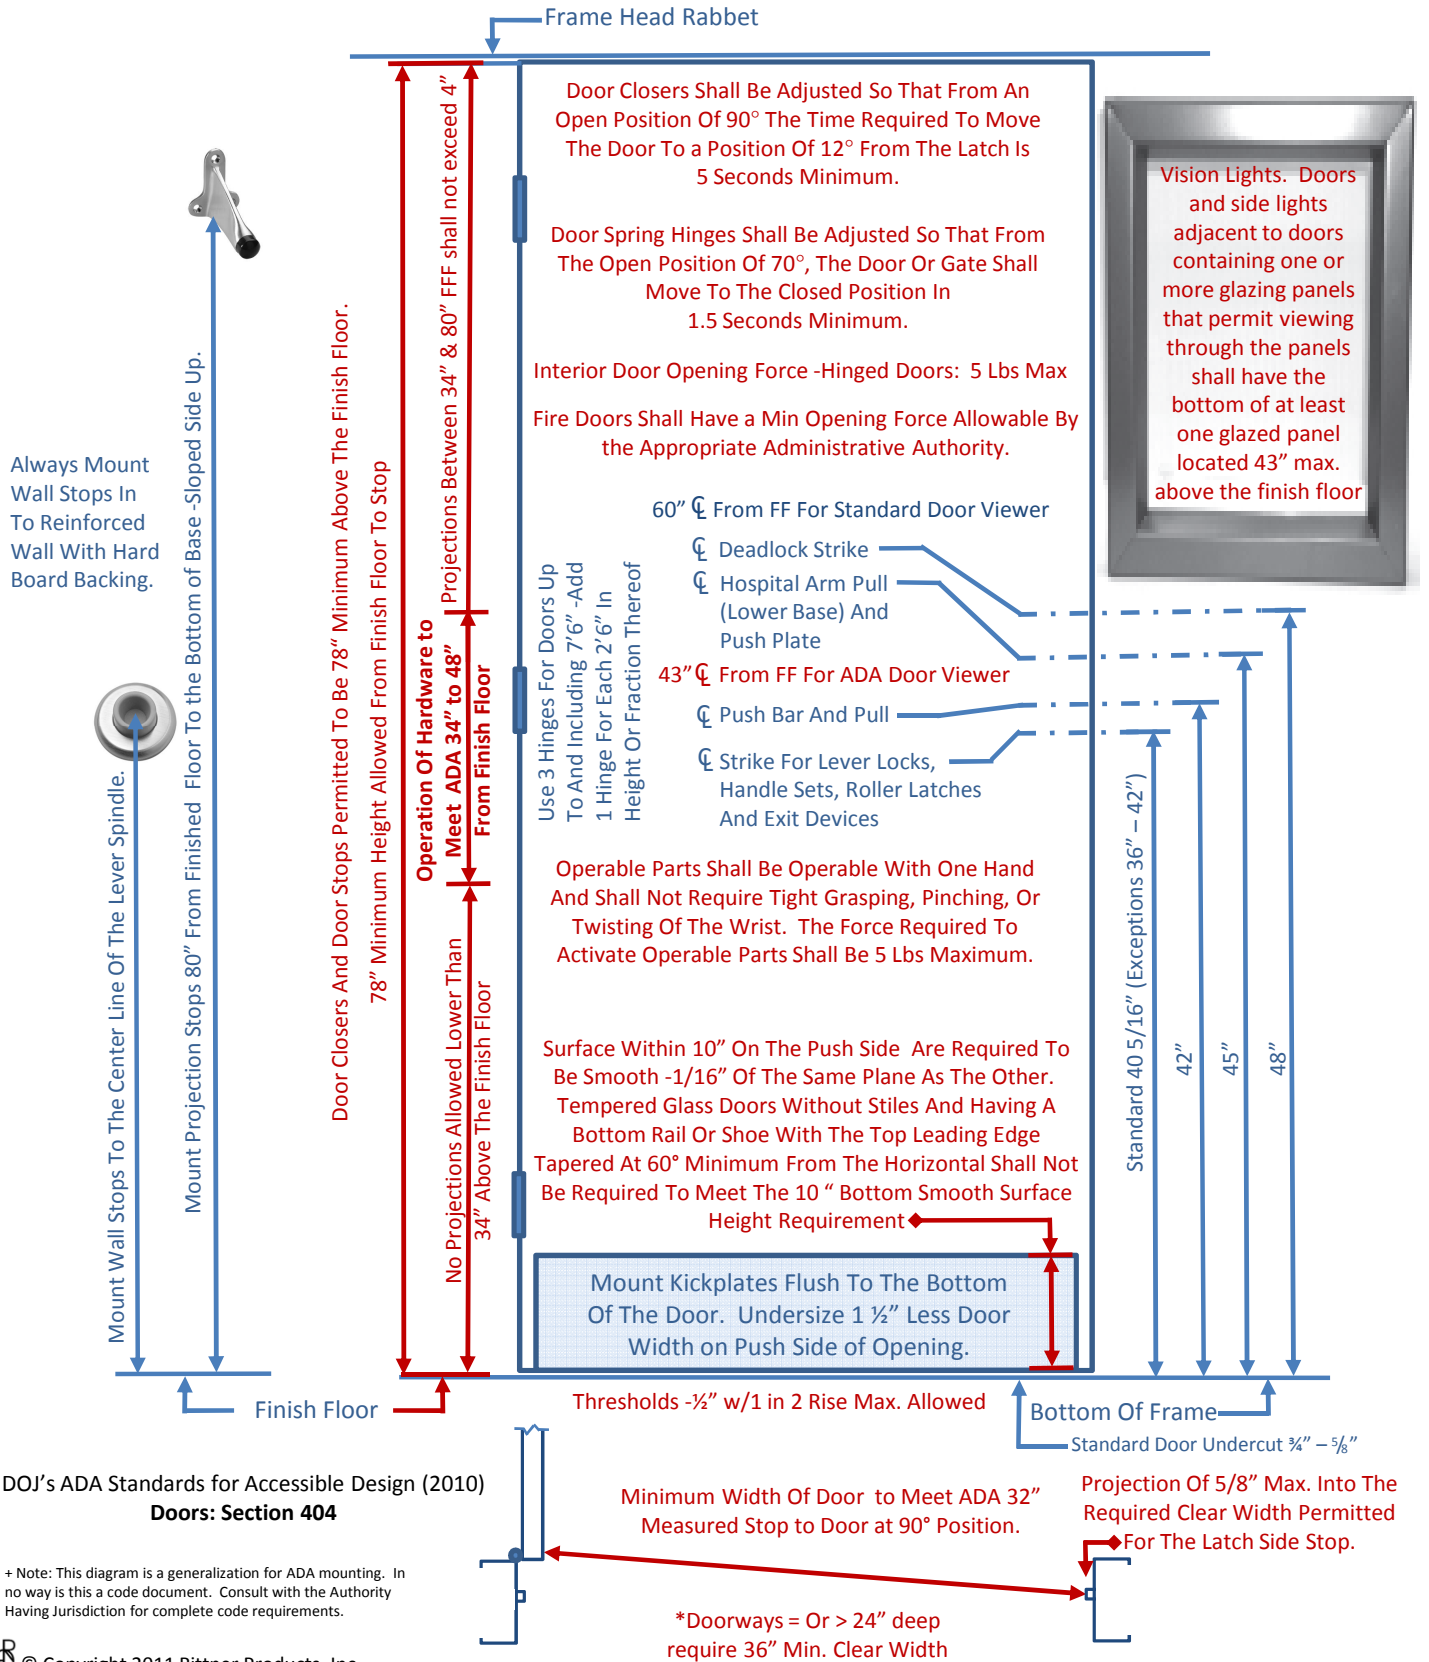 Frame Head Rabbet
Door Closers Shall Be Adjusted So That From An
Open Position Of 90° The Time Required To Move
The Door To a Position Of 12° From The Latch Is
5 Seconds Minimum.
Door Spring Hinges Shall Be Adjusted So That From
The Open Position Of 70°, The Door Or Gate Shall
Move To The Closed Position In
1.5 Seconds Minimum.
Interior Door Opening Force -Hinged Doors: 5 Lbs Max
Fire Doors Shall Have a Min Opening Force Allowable By
the Appropriate Administrative Authority.
Vision Lights. Doors
and side lights
adjacent to doors
containing one or
more glazing panels
that permit viewing
through the panels
shall have the
bottom of at least
one glazed panel
located 43” max.
above the finish floor
Always Mount
Wall Stops In
To Reinforced
Wall With Hard
Board Backing.
Mount Wall Stops To The Center Line Of The Lever Spindle.
Mount Projection Stops 80” From Finished Floor To the Bottom of Base -Sloped Side Up.
Door Closers And Door Stops Permitted To Be 78“ Minimum Above The Finish Floor.
78” Minimum Height Allowed From Finish Floor To Stop
Projections Between 34” & 80” FFF shall not exceed 4”
Operation Of Hardware to
Meet ADA 34” to 48”
From Finish Floor
No Projections Allowed Lower Than
34” Above The Finish Floor
Use 3 Hinges For Doors Up
To And Including 7’6” -Add
1 Hinge For Each 2’6” In
Height Or Fraction Thereof
60” ℄ From FF For Standard Door Viewer
℄ Deadlock Strike
℄ Hospital Arm Pull
(Lower Base) And
Push Plate
43” ℄ From FF For ADA Door Viewer
℄ Push Bar And Pull
℄ Strike For Lever Locks,
Handle Sets, Roller Latches
And Exit Devices
Standard 40 5/16” (Exceptions 36” – 42”)
42”
45”
48”
Operable Parts Shall Be Operable With One Hand
And Shall Not Require Tight Grasping, Pinching, Or
Twisting Of The Wrist. The Force Required To
Activate Operable Parts Shall Be 5 Lbs Maximum.
Surface Within 10” On The Push Side Are Required To
Be Smooth -1/16” Of The Same Plane As The Other.
Tempered Glass Doors Without Stiles And Having A
Bottom Rail Or Shoe With The Top Leading Edge
Tapered At 60° Minimum From The Horizontal Shall Not
Be Required To Meet The 10 “ Bottom Smooth Surface
Height Requirement
Mount Kickplates Flush To The Bottom
Of The Door. Undersize 1 ½” Less Door
Width on Push Side of Opening.
Finish Floor
Thresholds -½” w/1 in 2 Rise Max. Allowed
Bottom Of Frame
Standard Door Undercut ¾” – ⅝”
DOJ’s ADA Standards for Accessible Design (2010)
Doors: Section 404
Minimum Width Of Door to Meet ADA 32”
Measured Stop to Door at 90° Position.
Projection Of 5/8” Max. Into The
Required Clear Width Permitted
For The Latch Side Stop.
+ Note: This diagram is a generalization for ADA mounting. In
no way is this a code document. Consult with the Authority
Having Jurisdiction for complete code requirements.
*Doorways = Or > 24” deep
require 36” Min. Clear Width
© Copyright 2011 Rittner Products, Inc